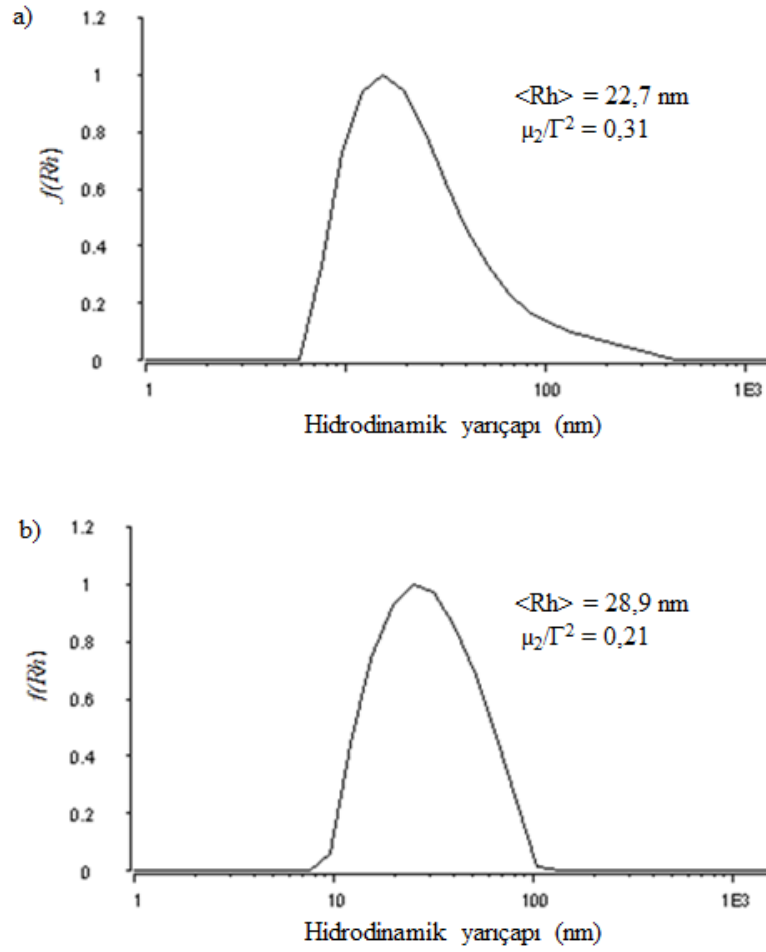 a)
1.2
1
0.8
0.6
0.4
0.2
0
f(Rh)
<Rh> = 22,7 nm
μ₂/Γ² = 0,31
1 100 1E3
Hidrodinamik yarıçapı (nm)
b)
1.2
1
0.8
0.6
0.4
0.2
0
f(Rh)
<Rh> = 28,9 nm
μ₂/Γ² = 0,21
1 10 100 1E3
Hidrodinamik yarıçapı (nm)